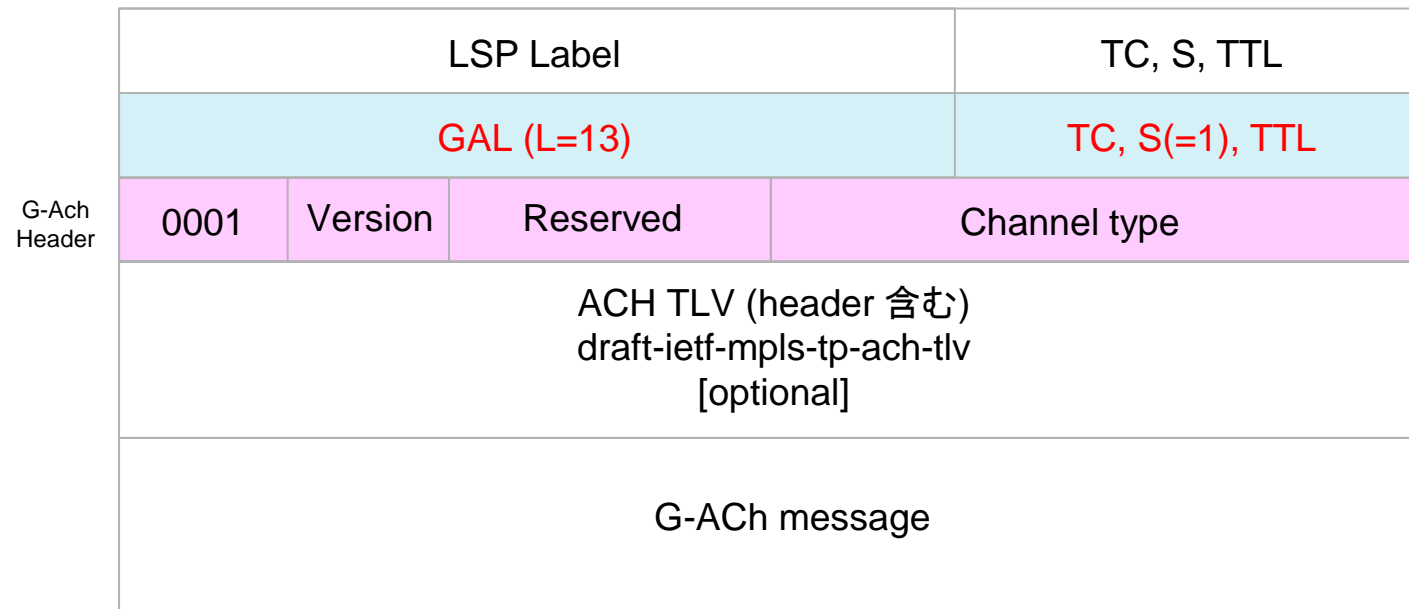 LSP Label
TC, S, TTL
GAL (L=13)
TC, S(=1), TTL
G-Ach
Header
0001
Version
Reserved
Channel type
ACH TLV (header 含む)
draft-ietf-mpls-tp-ach-tlv
[optional]
G-ACh message